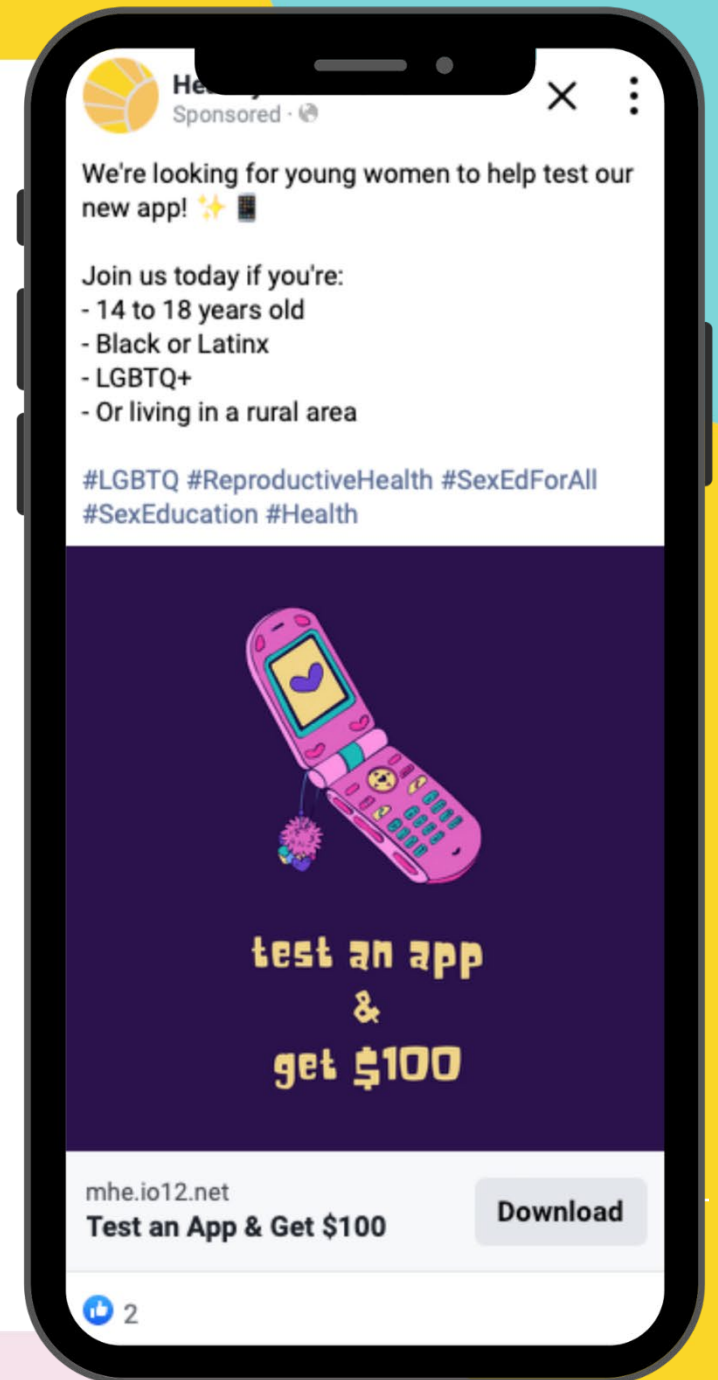 Sponsored ·
We're looking for young women to help test our
new app! ✨ 📱
Join us today if you're:
- 14 to 18 years old
- Black or Latinx
- LGBTQ+
- Or living in a rural area
#LGBTQ #ReproductiveHealth #SexEdForAll
#SexEducation #Health
test an app
&
get $100
mhe.io12.net
Test an App & Get $100
Download
2